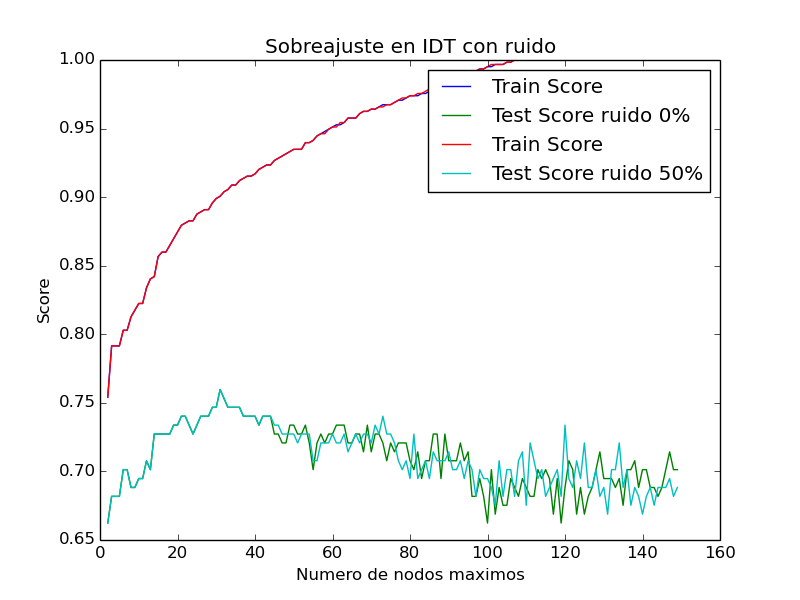 Sobreajuste en IDT con ruido
1.00
0.95
0.90
0.85
0.80
0.75
0.70
0.65
Score
Train Score
Test Score ruido 0%
Train Score
Test Score ruido 50%
0 20 40 60 80 100 120 140 160
Numero de nodos maximos